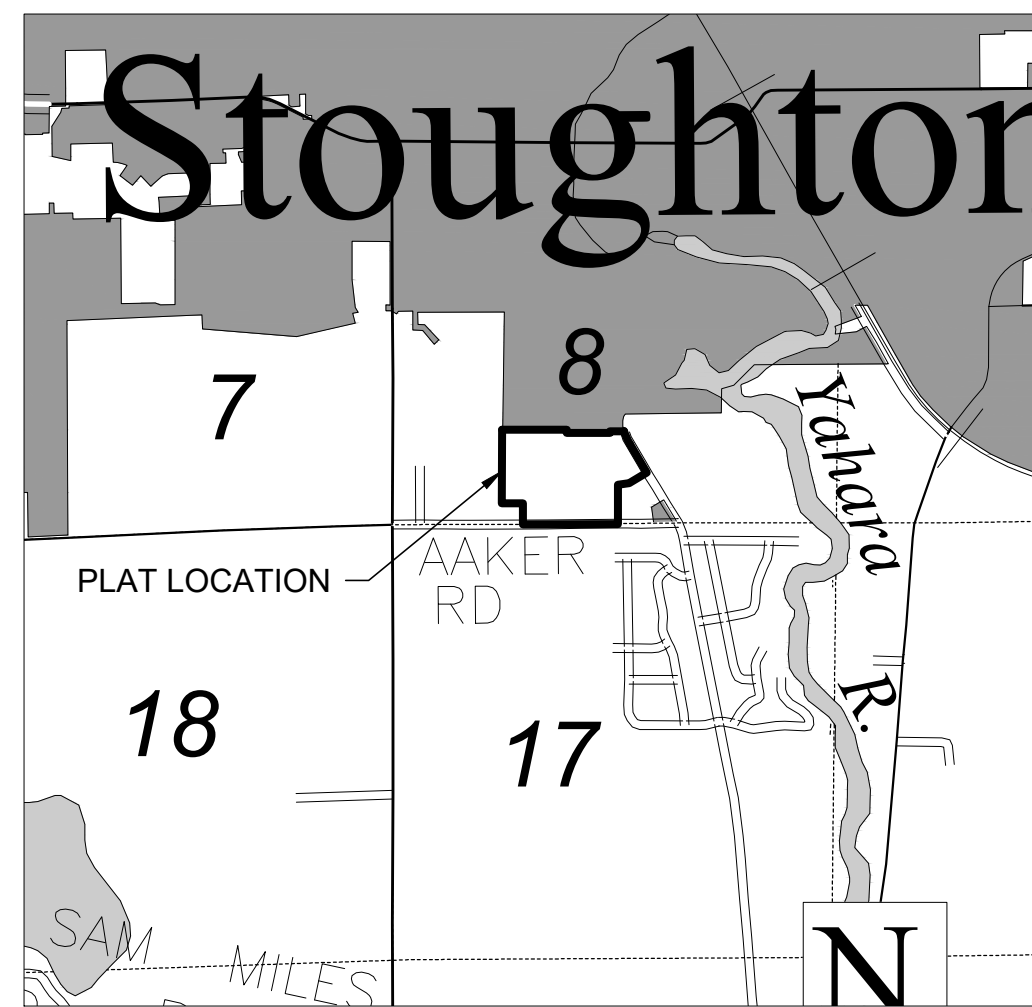 Stoughton
8
7
Yahara
R.
PLAT LOCATION
AAKER
RD
18
17
SAM MILES
N